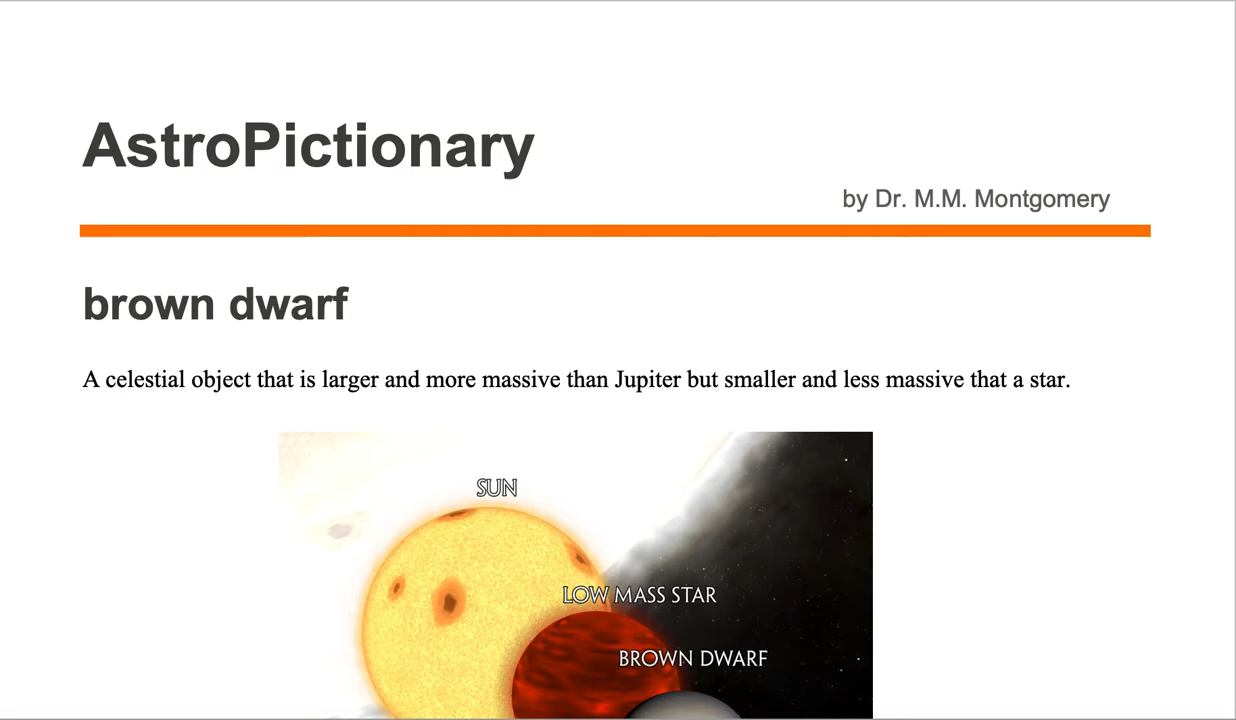 AstroPictionary
by Dr. M.M. Montgomery
brown dwarf
A celestial object that is larger and more massive than Jupiter but smaller and less massive that a star.
SUN
LOW MASS STAR
BROWN DWARF